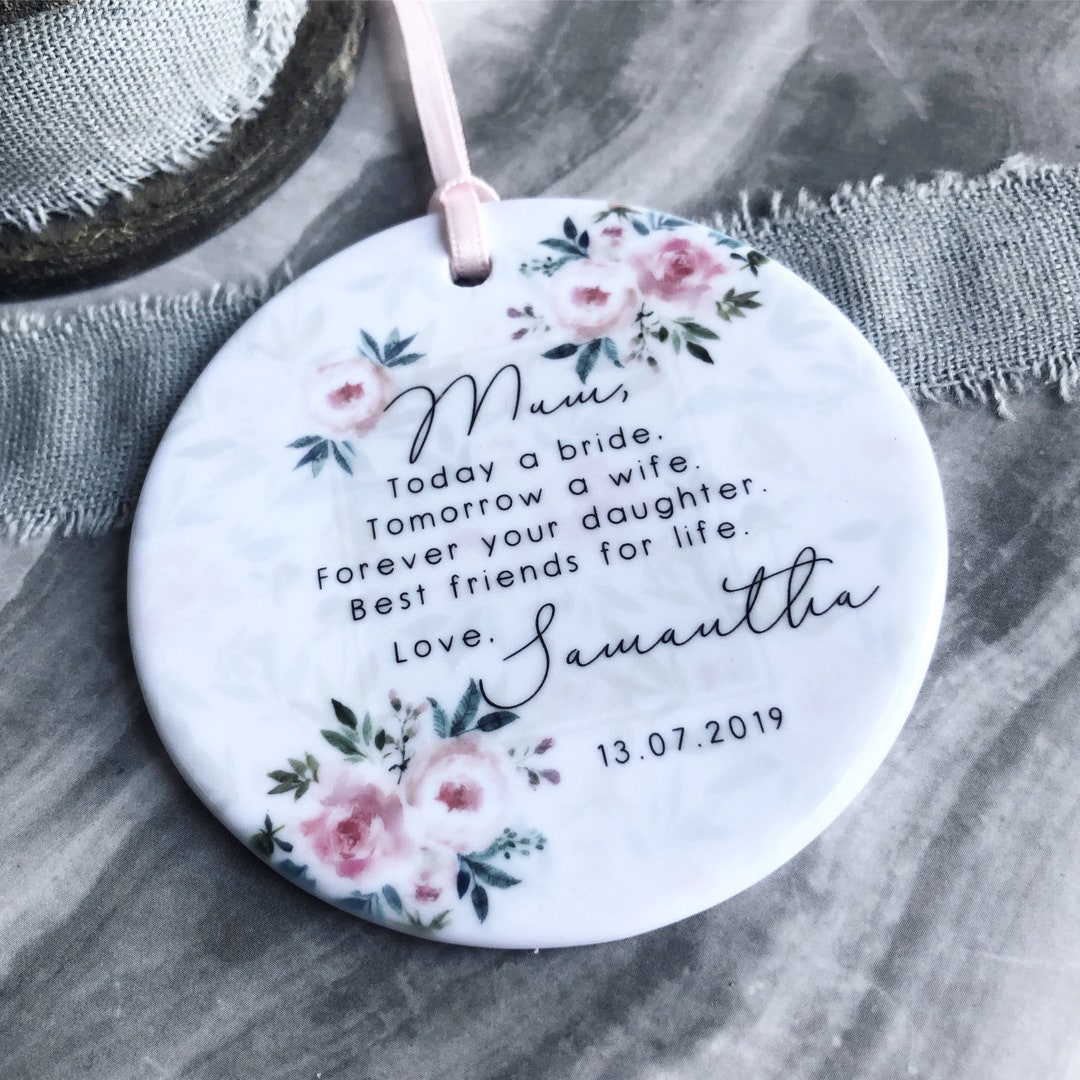 Mum,
Today a bride.
Tomorrow a wife.
Forever your daughter.
Best friends for life.
Love, Samantha
13.07.2019